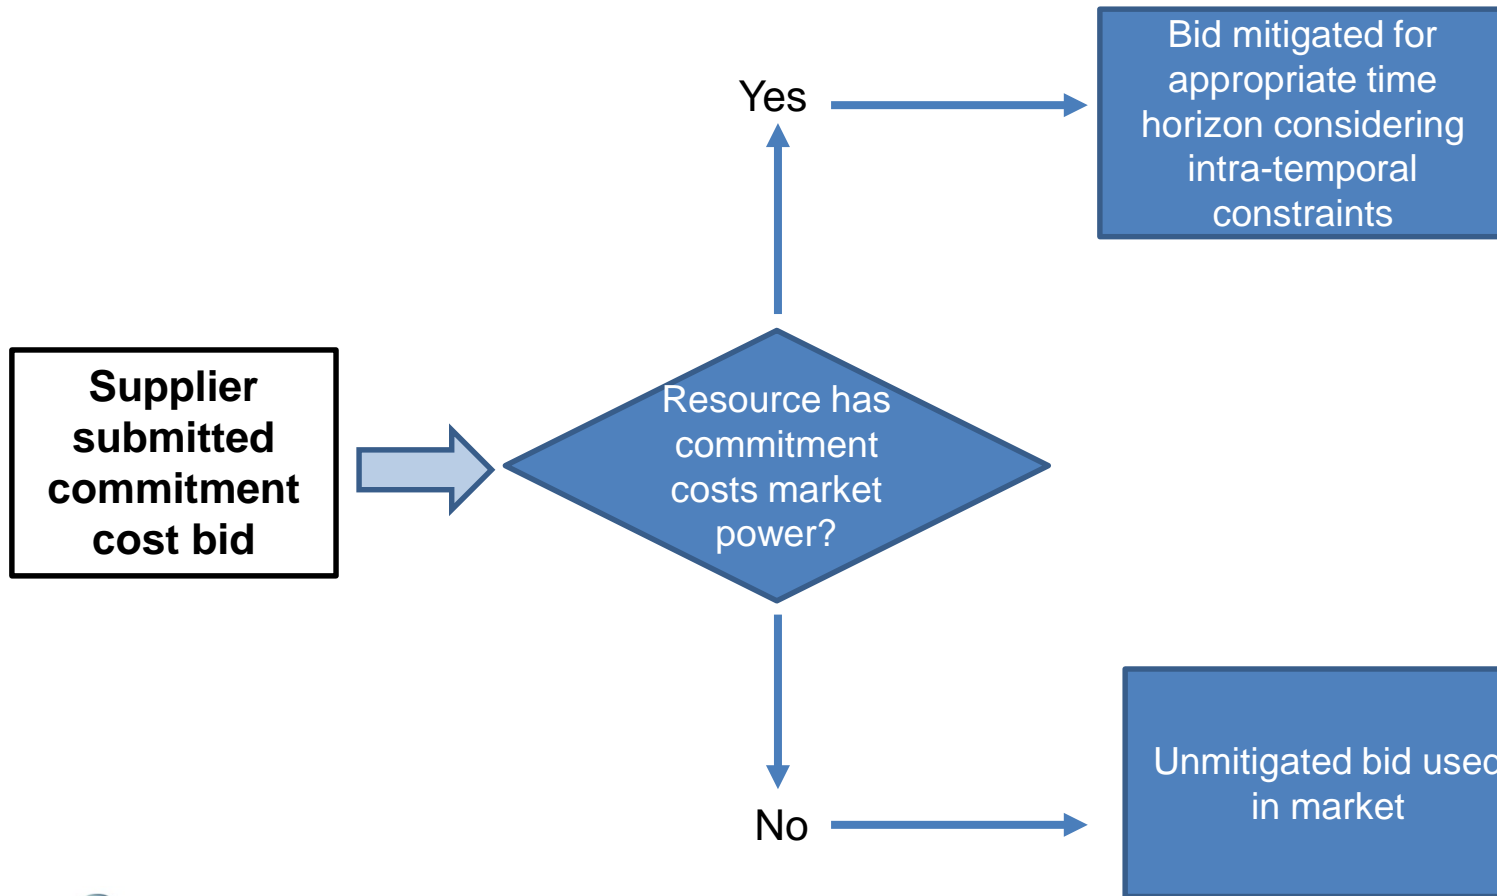 Bid mitigated for
appropriate time
horizon considering
intra-temporal
constraints
Yes
Supplier
submitted
commitment
cost bid
Resource has
commitment
costs market
power?
Unmitigated bid used
in market
No